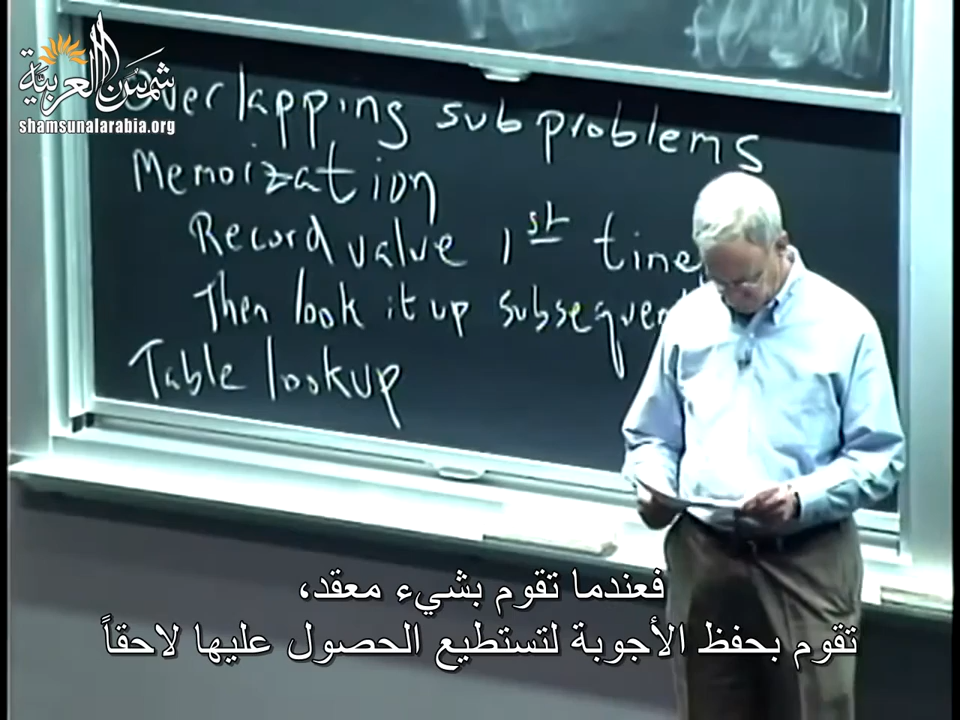 شمس العربية
shamsunalarabia.org
Overlapping subproblems
Memoization
Record value 1st time
Then look it up
Table lookup
فعندما تقوم بشيء معقد،
تقوم بحفظ الأجوبة لتستطيع الحصول عليها لاحقاً